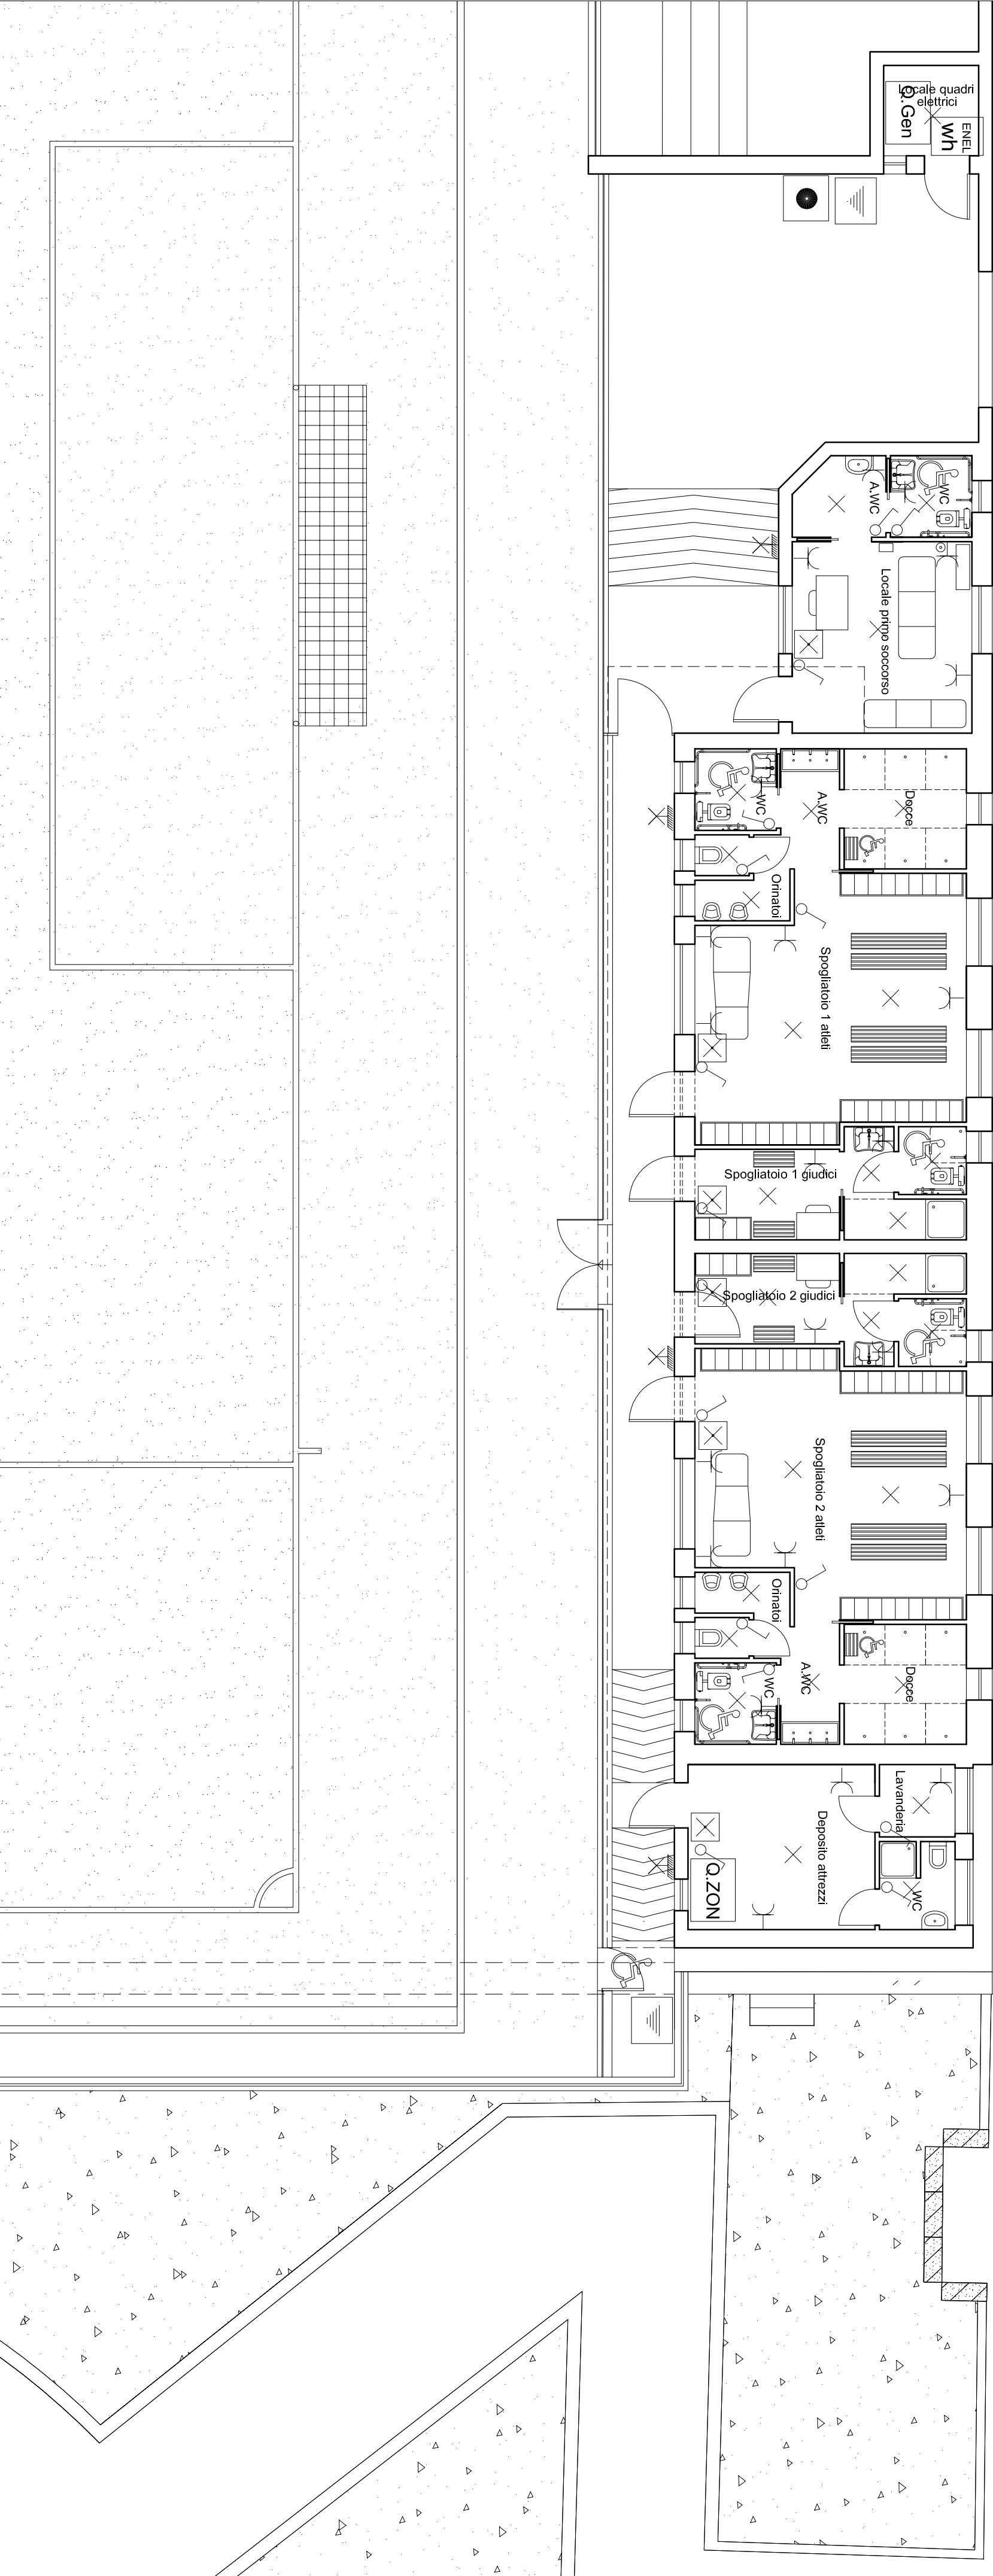 Locale quadri
elettrici
Q.Gen
ENEL
wh
WC
A.WC
Locale primo soccorso
WC
A.WC
Docce
Orinatoi
Spogliatoio 1 atleti
Spogliatoio 1 giudici
Spogliatoio 2 giudici
Spogliatoio 2 atleti
Orinatoi
A.WC
WC
Docce
Lavanderia
Deposito attrezzi
Q.ZON
WC